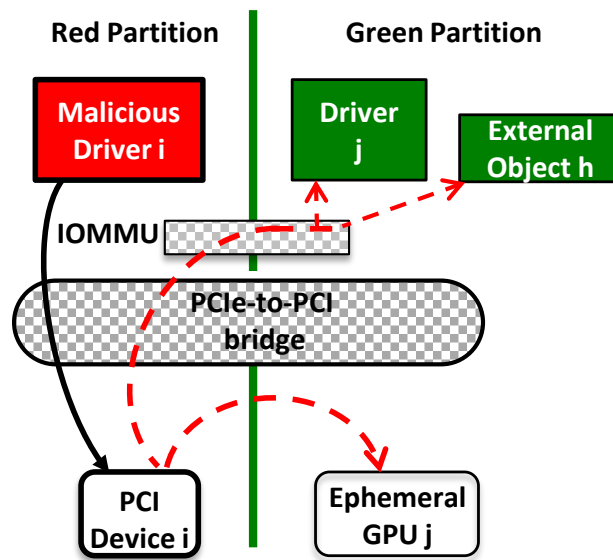 Red Partition
Green Partition
Malicious
Driver i
Driver
j
External
Object h
IOMMU
PCIe-to-PCI
bridge
PCI
Device i
Ephemeral
GPU j